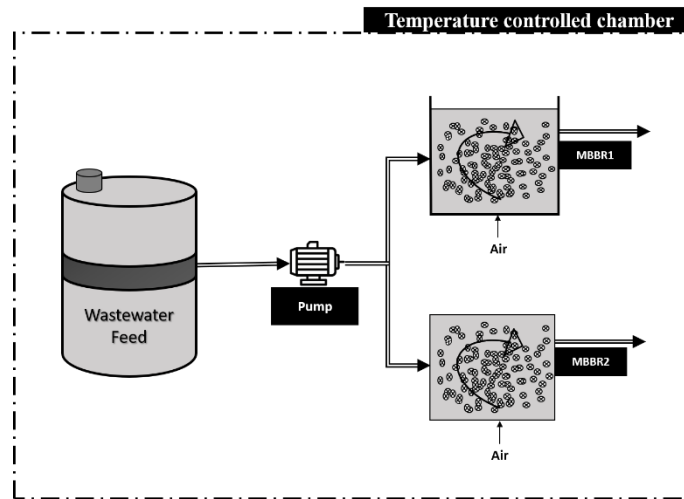 Temperature controlled chamber
MBBR1
Air
Wastewater
Feed
Pump
MBBR2
Air